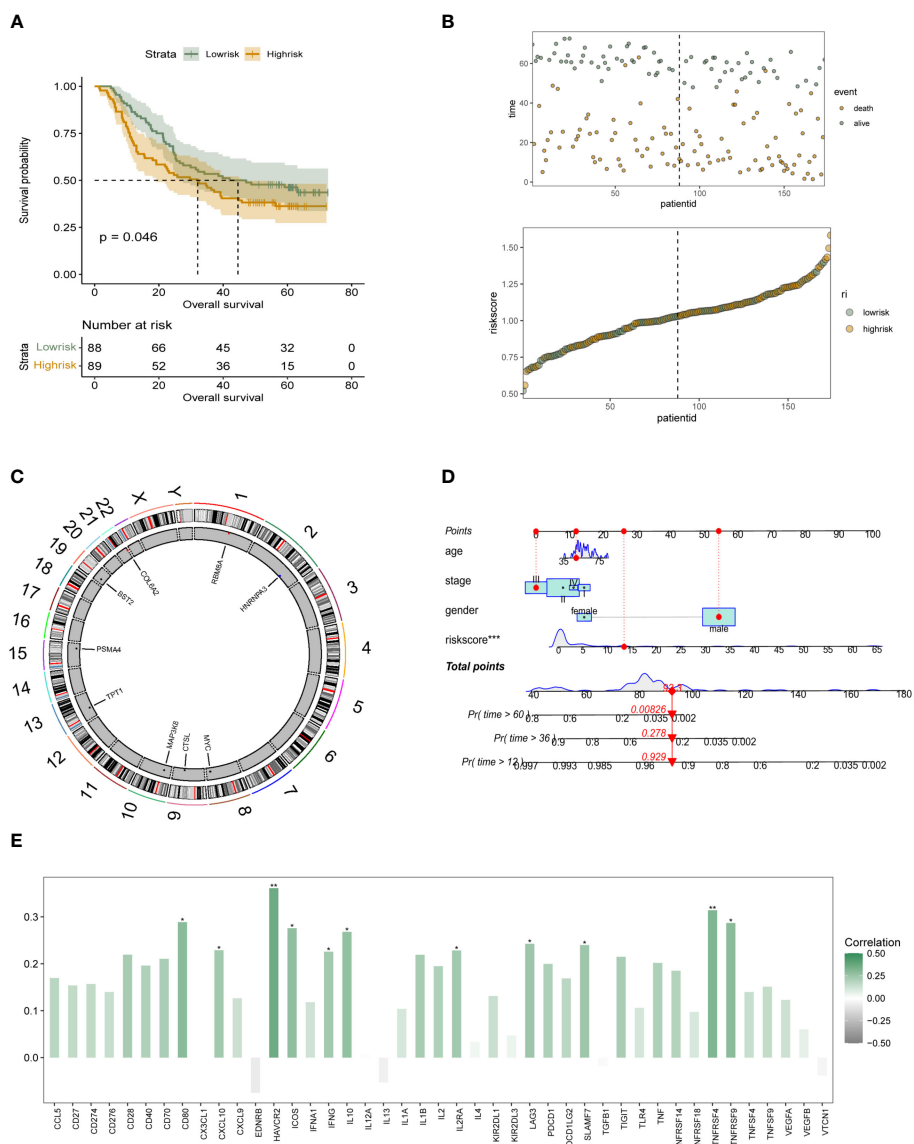 A
Strata Lowrisk Highrisk
Survival probability
1.00
0.75
0.50
0.25
0.00
p = 0.046
0 20 40 60 80
Overall survival
Number at risk
Strata
Lowrisk 88 66 45 32 0
Highrisk 89 52 36 15 0
0 20 40 60 80
Overall survival
B
time
60
40
20
0
50 100 150
patientid
event
death
alive
riskscore
1.50
1.25
1.00
0.75
0.50
50 100 150
patientid
ri
lowrisk
highrisk
C
1
2
3
4
5
6
7
8
9
10
11
12
13
14
15
16
17
18
19
20
21
22
X
Y
RBM6A
HNRNPA3
MYC
CTSL
MAP3K8
TPT1
PSMA4
BST2
COL6A2
D
Points 0 10 20 30 40 50 60 70 80 90 100
age
35 75
stage
III IV
II I
gender
female
male
riskscore***
0 5 10 15 20 25 30 35 40 45 50 55 60 65
Total points
40 60 80 100 120 140 160 180
0.00826
Pr( time > 60)
0.8 0.6 0.2 0.035 0.002
0.278
Pr( time > 36)
0.9 0.8 0.6 0.2 0.035 0.002
0.929
Pr( time > 12)
0.997 0.993 0.985 0.96 0.9 0.8 0.6 0.2 0.035 0.002
E
0.3
0.2
0.1
0.0
* * ** * * * * * * ** *
CCL5
CD27
CD274
CD276
CD28
CD40
CD70
CD80
CX3CL1
CXCL10
CXCL9
EDNRB
HAVCR2
ICOS
IFNA1
IFNG
IL10
IL12A
IL13
IL1A
IL1B
IL2
IL2RA
IL4
KIR2DL1
KIR2DL3
LAG3
PDCD1
DCD1LG2
SLAMF7
TGFB1
TIGIT
TLR4
TNF
NFRSF14
NFRSF18
TNFRSF4
TNFRSF9
TNFSF4
TNFSF9
VEGFA
VEGFB
VTCN1
Correlation
0.50
0.25
0.00
−0.25
−0.50